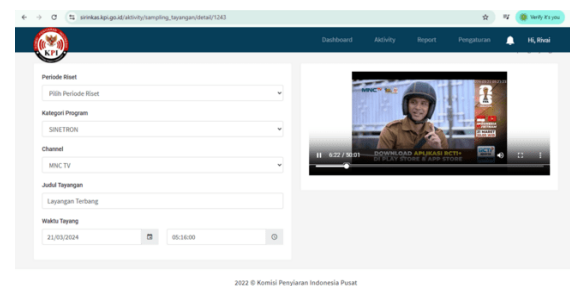 sirinkas.kpi.go.id/aktivity/sampling_tayangan/detail/1243
Verify it's you
KPI
Dashboard Aktivity Report Pengaturan Hi, Rivai
Periode Riset
Pilih Periode Riset
Kategori Program
SINETRON
Channel
MNC TV
Judul Tayangan
Layangan Terbang
Waktu Tayang
21/03/2024 05:16:00
MNC
6:22 / 50:01
DOWNLOAD APLIKASI RCTI+
DI PLAY STORE & APP STORE
2022 © Komisi Penyiaran Indonesia Pusat